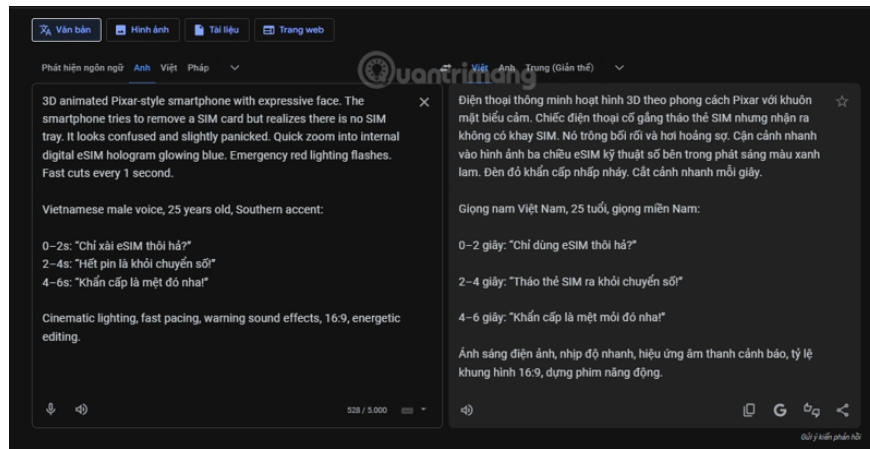 Văn bản
Hình ảnh
Tài liệu
Trang web
Phát hiện ngôn ngữ Anh Việt Pháp
Việt Anh Trung (Giản thể)
Quantrimang
3D animated Pixar-style smartphone with expressive face. The
smartphone tries to remove a SIM card but realizes there is no SIM
tray. It looks confused and slightly panicked. Quick zoom into internal
digital eSIM hologram glowing blue. Emergency red lighting flashes.
Fast cuts every 1 second.
Vietnamese male voice, 25 years old, Southern accent:
0–2s: “Chỉ xài eSIM thôi hả?”
2–4s: “Hết pin là khỏi chuyển số!”
4–6s: “Khẩn cấp là mệt đó nha!”
Cinematic lighting, fast pacing, warning sound effects, 16:9, energetic
editing.
528 / 5.000
Điện thoại thông minh hoạt hình 3D theo phong cách Pixar với khuôn
mặt biểu cảm. Chiếc điện thoại cố gắng tháo thẻ SIM nhưng nhận ra
không có khay SIM. Nó trông bối rối và hơi hoảng sợ. Cận cảnh nhanh
vào hình ảnh ba chiều eSIM kỹ thuật số bên trong phát sáng màu xanh
lam. Đèn đỏ khẩn cấp nhấp nháy. Cắt cảnh nhanh mỗi giây.
Giọng nam Việt Nam, 25 tuổi, giọng miền Nam:
0–2 giây: “Chỉ dùng eSIM thôi hả?”
2–4 giây: “Tháo thẻ SIM ra khỏi chuyển số!”
4–6 giây: “Khẩn cấp là mệt mỏi đó nha!”
Ánh sáng điện ảnh, nhịp độ nhanh, hiệu ứng âm thanh cảnh báo, tỷ lệ
khung hình 16:9, dựng phim năng động.
Gửi ý kiến phản hồi